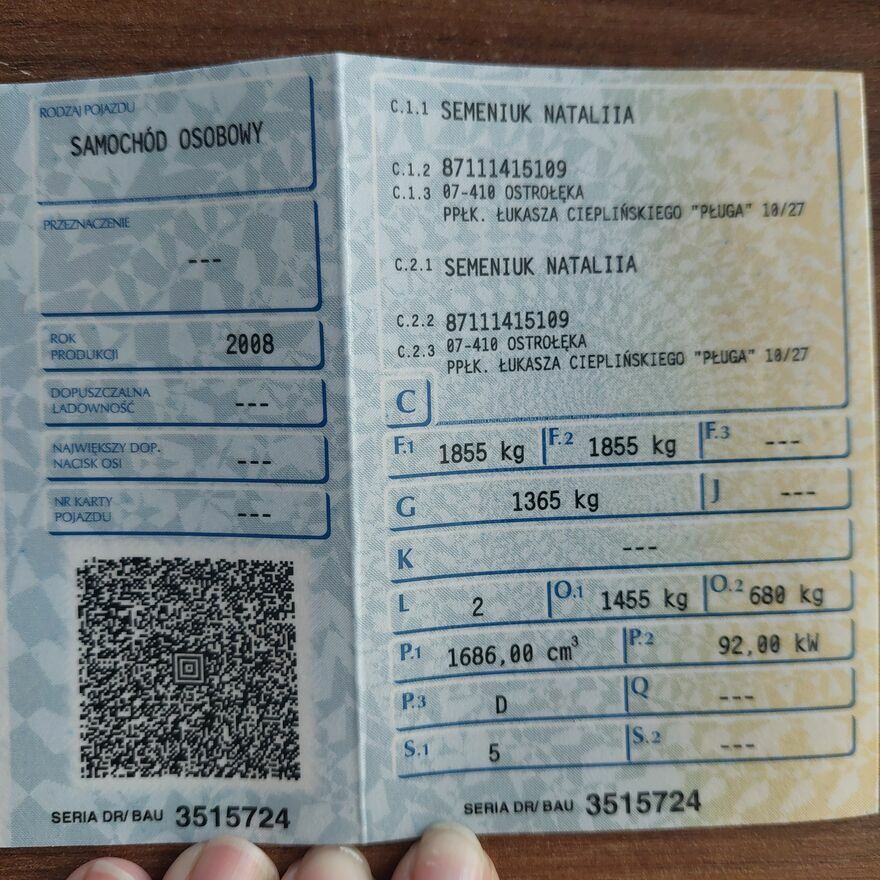 RODZAJ POJAZDU
SAMOCHÓD OSOBOWY
PRZEZNACZENIE
---
ROK PRODUKCJI 2008
DOPUSZCZALNA ŁADOWNOŚĆ ---
NAJWIĘKSZY DOP. NACISK OSI ---
NR KARTY POJAZDU ---
SERIA DR/BAU 3515724
C.1.1 SEMENIUK NATALIIA
C.1.2 87111415109
C.1.3 07-410 OSTROŁĘKA
PPŁK. ŁUKASZA CIEPLIŃSKIEGO "PŁUGA" 10/27
C.2.1 SEMENIUK NATALIIA
C.2.2 87111415109
C.2.3 07-410 OSTROŁĘKA
PPŁK. ŁUKASZA CIEPLIŃSKIEGO "PŁUGA" 10/27
C
F.1 1855 kg F.2 1855 kg F.3 ---
G 1365 kg J ---
K ---
L 2 O.1 1455 kg O.2 680 kg
P.1 1686,00 cm³ P.2 92,00 kW
P.3 D Q ---
S.1 5 S.2 ---
SERIA DR/BAU 3515724